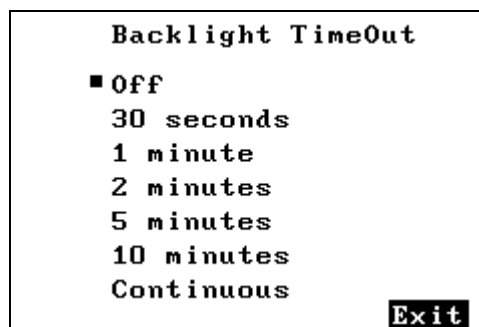 Backlight TimeOut
Off
30 seconds
1 minute
2 minutes
5 minutes
10 minutes
Continuous
Exit